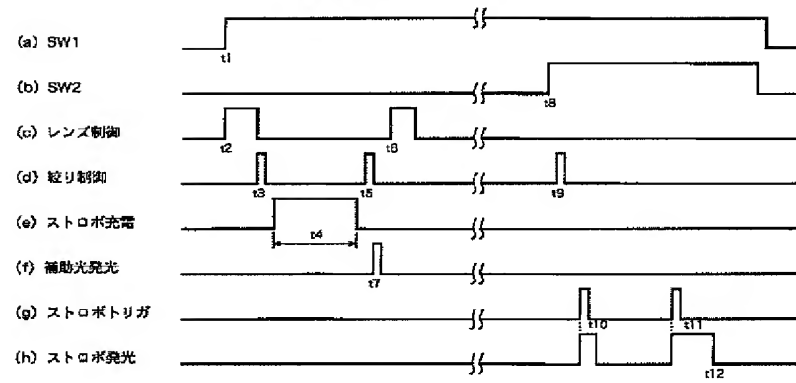 (a) SW1
t1
(b) SW2
t8
(c) レンズ制御
t2
t6
(d) 絞り制御
t3
t5
t9
(e) ストロボ充電
t4
(f) 補助光発光
t7
(g) ストロボトリガ
t10
t11
(h) ストロボ発光
t12